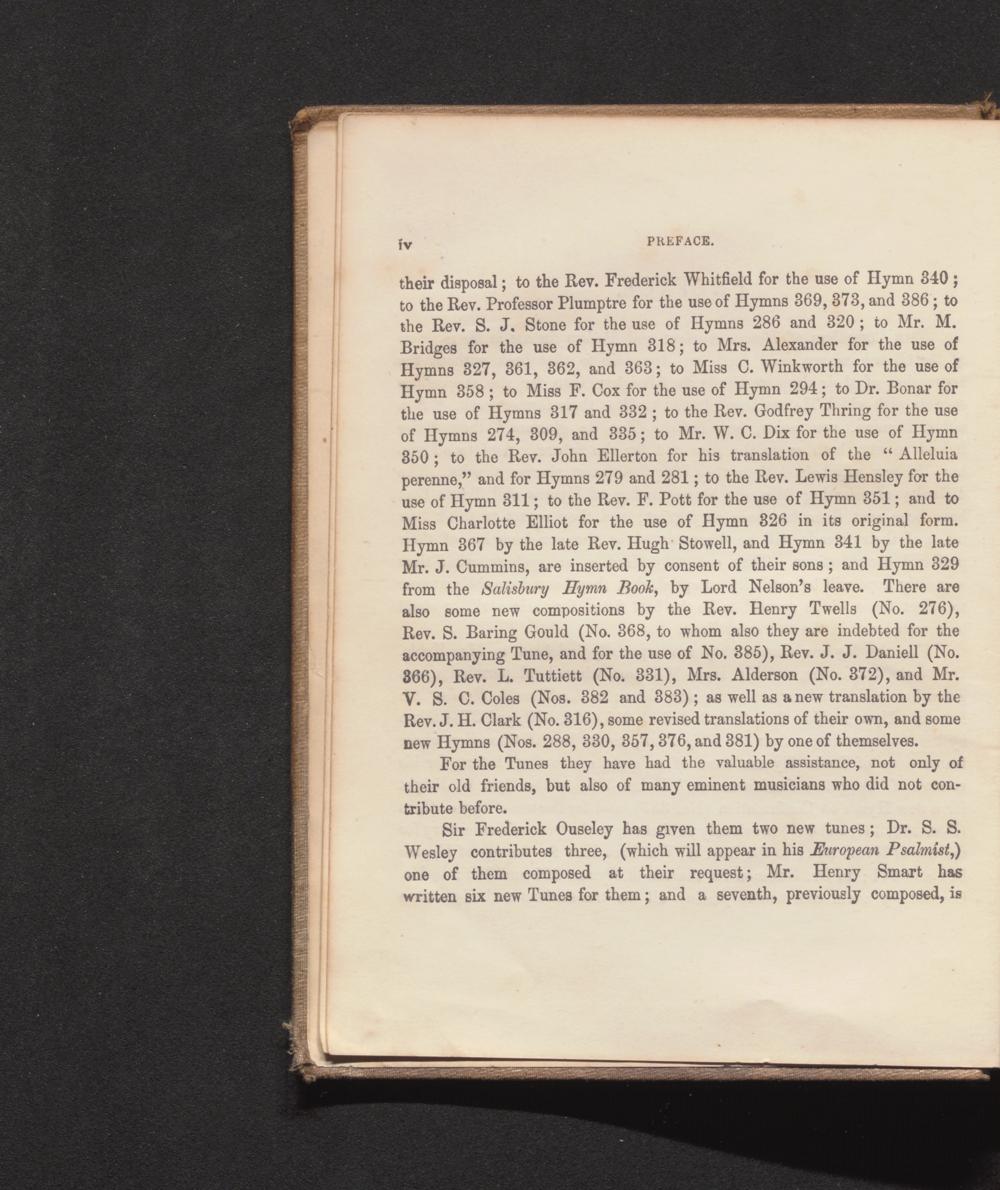 iv PREFACE.
their disposal; to the Rev. Frederick Whitfield for the use of Hymn 340;
to the Rev. Professor Plumptre for the use of Hymns 369, 373, and 386; to
the Rev. S. J. Stone for the use of Hymns 286 and 320; to Mr. M.
Bridges for the use of Hymn 318; to Mrs. Alexander for the use of
Hymns 327, 361, 362, and 363; to Miss C. Winkworth for the use of
Hymn 358; to Miss F. Cox for the use of Hymn 294; to Dr. Bonar for
the use of Hymns 317 and 332; to the Rev. Godfrey Thring for the use
of Hymns 274, 309, and 335; to Mr. W. C. Dix for the use of Hymn
350; to the Rev. John Ellerton for his translation of the “Alleluia
perenne,” and for Hymns 279 and 281; to the Rev. Lewis Hensley for the
use of Hymn 311; to the Rev. F. Pott for the use of Hymn 351; and to
Miss Charlotte Elliot for the use of Hymn 326 in its original form.
Hymn 367 by the late Rev. Hugh Stowell, and Hymn 341 by the late
Mr. J. Cummins, are inserted by consent of their sons; and Hymn 329
from the Salisbury Hymn Book, by Lord Nelson's leave. There are
also some new compositions by the Rev. Henry Twells (No. 276),
Rev. S. Baring Gould (No. 368, to whom also they are indebted for the
accompanying Tune, and for the use of No. 385), Rev. J. J. Daniell (No.
366), Rev. L. Tuttiett (No. 331), Mrs. Alderson (No. 372), and Mr.
V. S. C. Coles (Nos. 382 and 383); as well as a new translation by the
Rev. J. H. Clark (No. 316), some revised translations of their own, and some
new Hymns (Nos. 288, 330, 357, 376, and 381) by one of themselves.
For the Tunes they have had the valuable assistance, not only of
their old friends, but also of many eminent musicians who did not con-
tribute before.
Sir Frederick Ouseley has given them two new tunes; Dr. S. S.
Wesley contributes three, (which will appear in his European Psalmist,)
one of them composed at their request; Mr. Henry Smart has
written six new Tunes for them; and a seventh, previously composed, is